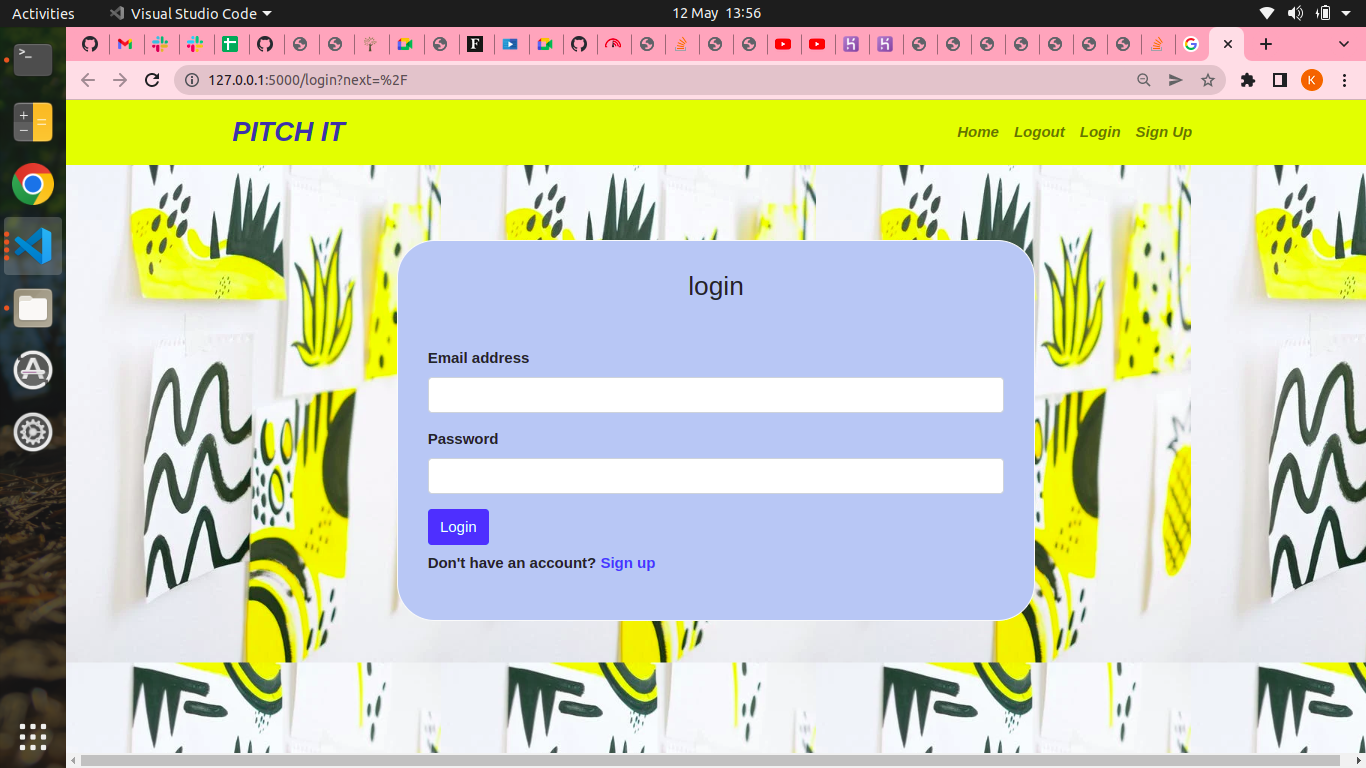 Activities Visual Studio Code 12 May 13:56
127.0.0.1:5000/login?next=%2F K
PITCH IT Home Logout Login Sign Up
login
Email address
Password
Login
Don't have an account? Sign up